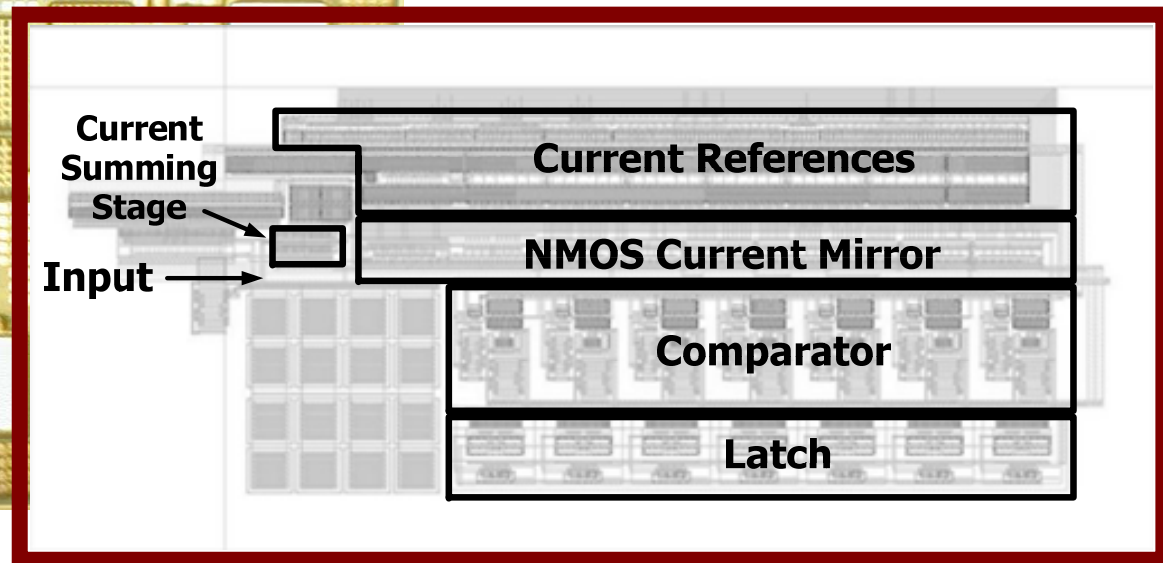 Current
Summing
Stage
Current References
NMOS Current Mirror
Input
Comparator
Latch